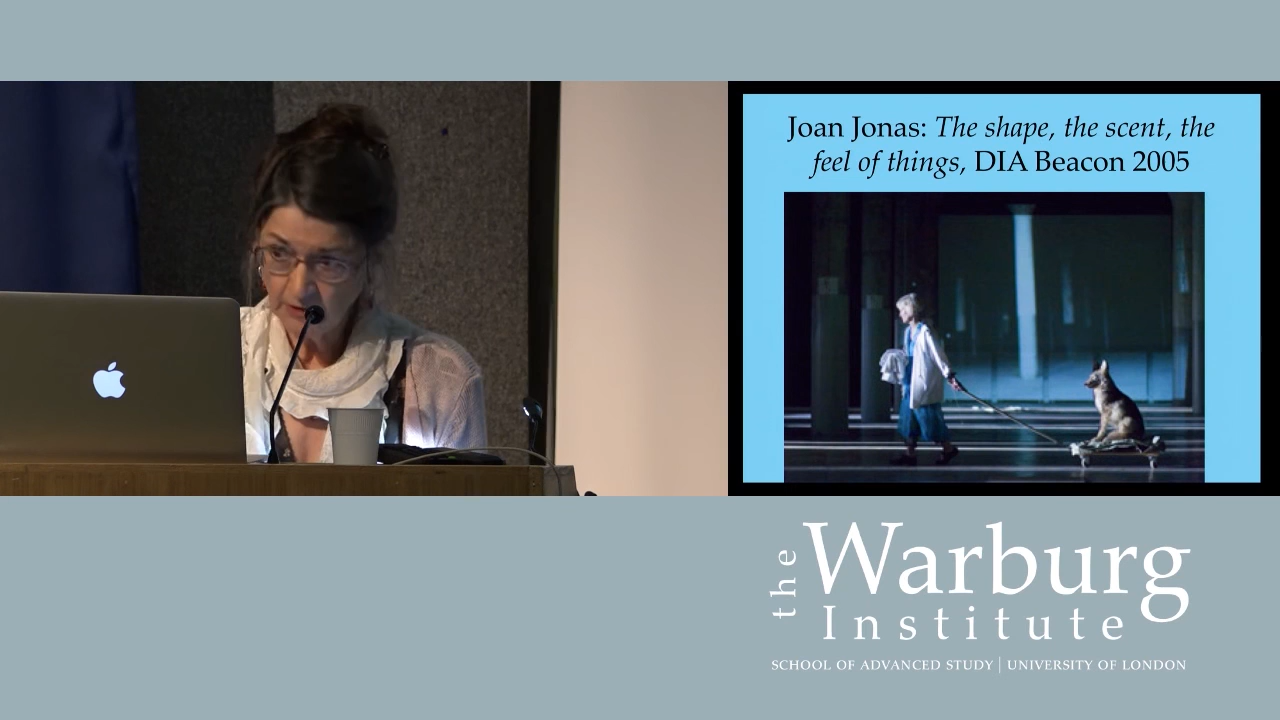 Joan Jonas: The shape, the scent, the
feel of things, DIA Beacon 2005
the Warburg
Institute
SCHOOL OF ADVANCED STUDY | UNIVERSITY OF LONDON